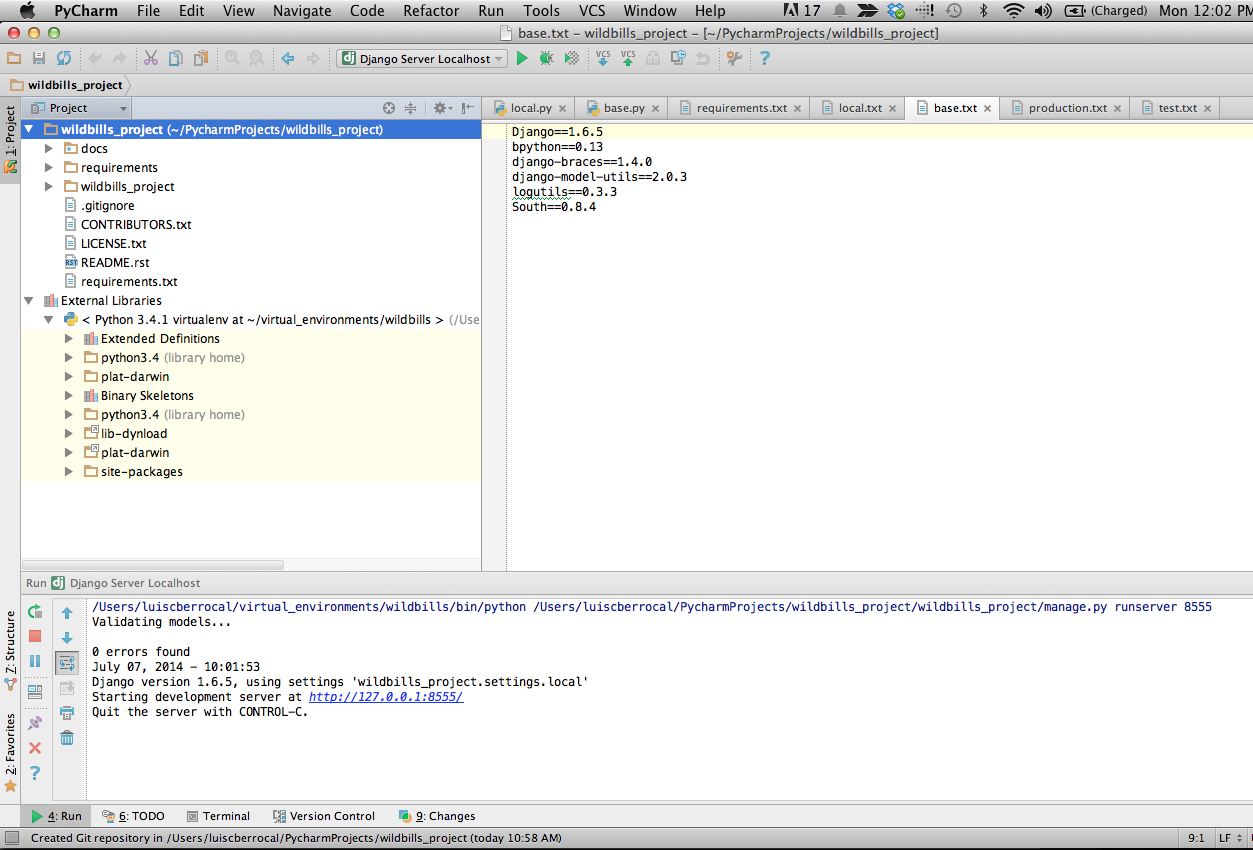 PyCharm File Edit View Navigate Code Refactor Run Tools VCS Window Help 17 (Charged) Mon 12:02 PM
base.txt – wildbills_project – [~/PycharmProjects/wildbills_project]
Django Server Localhost VCS VCS ?
wildbills_project
1: Project
Project
local.py base.py requirements.txt local.txt base.txt production.txt test.txt
wildbills_project (~/PycharmProjects/wildbills_project)
docs
requirements
wildbills_project
.gitignore
CONTRIBUTORS.txt
LICENSE.txt
RST README.rst
requirements.txt
External Libraries
< Python 3.4.1 virtualenv at ~/virtual_environments/wildbills > (/Use
Extended Definitions
python3.4 (library home)
plat-darwin
Binary Skeletons
python3.4 (library home)
lib-dynload
plat-darwin
site-packages
Django==1.6.5
bpython==0.13
django-braces==1.4.0
django-model-utils==2.0.3
logutils==0.3.3
South==0.8.4
Run dj Django Server Localhost
/Users/luiscberrocal/virtual_environments/wildbills/bin/python /Users/luiscberrocal/PycharmProjects/wildbills_project/wildbills_project/manage.py runserver 8555
Validating models...
0 errors found
July 07, 2014 - 10:01:53
Django version 1.6.5, using settings 'wildbills_project.settings.local'
Starting development server at http://127.0.0.1:8555/
Quit the server with CONTROL-C.
Z: Structure
2: Favorites
4: Run 6: TODO Terminal Version Control 9: Changes
Created Git repository in /Users/luiscberrocal/PycharmProjects/wildbills_project (today 10:58 AM) 9:1 LF